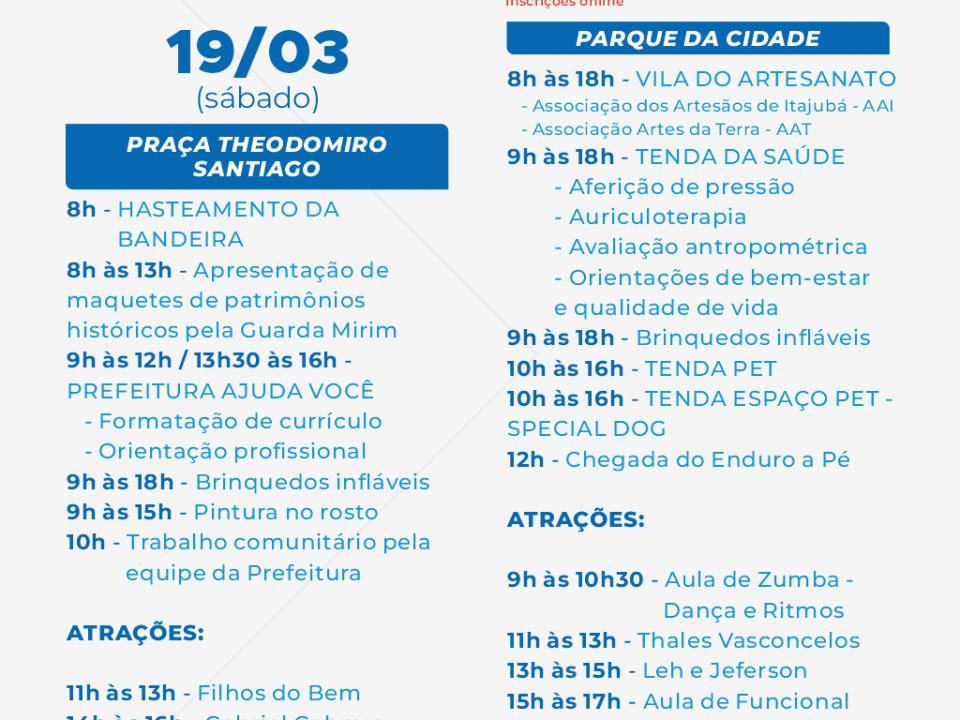 19/03
(sábado)
PRAÇA THEODOMIRO
SANTIAGO
8h - HASTEAMENTO DA
BANDEIRA
8h às 13h - Apresentação de
maquetes de patrimônios
históricos pela Guarda Mirim
9h às 12h / 13h30 às 16h -
PREFEITURA AJUDA VOCÊ
- Formatação de currículo
- Orientação profissional
9h às 18h - Brinquedos infláveis
9h às 15h - Pintura no rosto
10h - Trabalho comunitário pela
equipe da Prefeitura
ATRAÇÕES:
11h às 13h - Filhos do Bem
Inscrições online
PARQUE DA CIDADE
8h às 18h - VILA DO ARTESANATO
- Associação dos Artesãos de Itajubá - AAI
- Associação Artes da Terra - AAT
9h às 18h - TENDA DA SAÚDE
- Aferição de pressão
- Auriculoterapia
- Avaliação antropométrica
- Orientações de bem-estar
e qualidade de vida
9h às 18h - Brinquedos infláveis
10h às 16h - TENDA PET
10h às 16h - TENDA ESPAÇO PET -
SPECIAL DOG
12h - Chegada do Enduro a Pé
ATRAÇÕES:
9h às 10h30 - Aula de Zumba -
Dança e Ritmos
11h às 13h - Thales Vasconcelos
13h às 15h - Leh e Jeferson
15h às 17h - Aula de Funcional